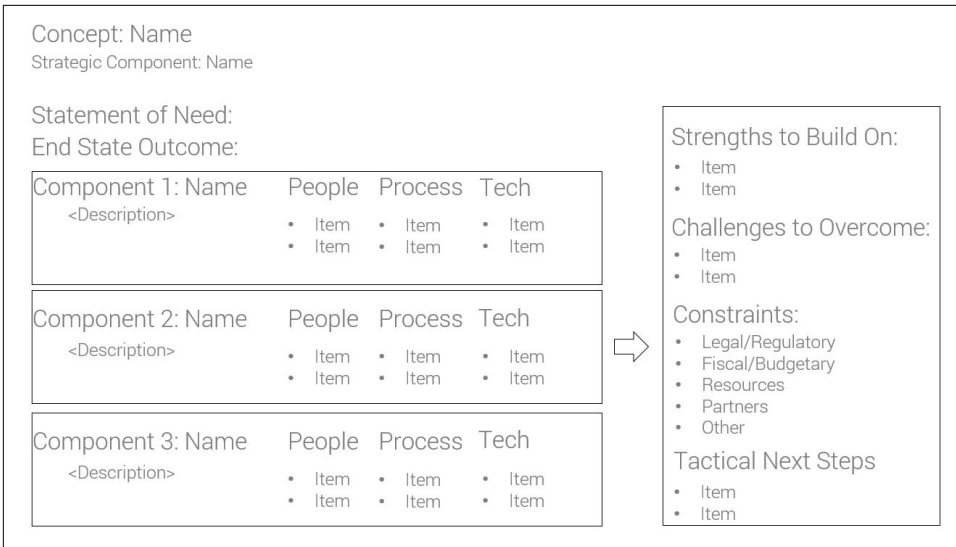 Concept: Name
Strategic Component: Name
Statement of Need:
End State Outcome:
Component 1: Name People Process Tech
<Description>
• Item • Item • Item
• Item • Item • Item
Component 2: Name People Process Tech
<Description>
• Item • Item • Item
• Item • Item • Item
Component 3: Name People Process Tech
<Description>
• Item • Item • Item
• Item • Item • Item
Strengths to Build On:
• Item
• Item
Challenges to Overcome:
• Item
• Item
Constraints:
• Legal/Regulatory
• Fiscal/Budgetary
• Resources
• Partners
• Other
Tactical Next Steps
• Item
• Item